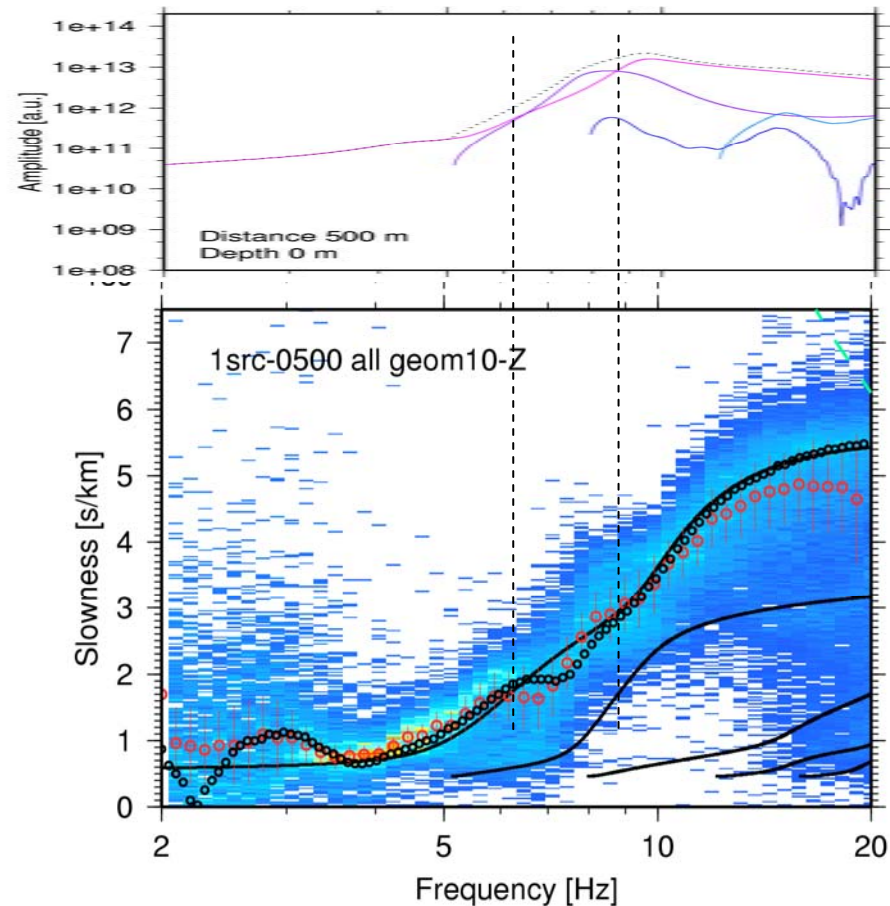 Amplitude [a.u.]
1e+14
1e+13
1e+12
1e+11
1e+10
1e+09
1e+08
Distance 500 m
Depth 0 m
1src-0500 all geom10-Z
Slowness [s/km]
7
6
5
4
3
2
1
0
2 5 10 20
Frequency [Hz]